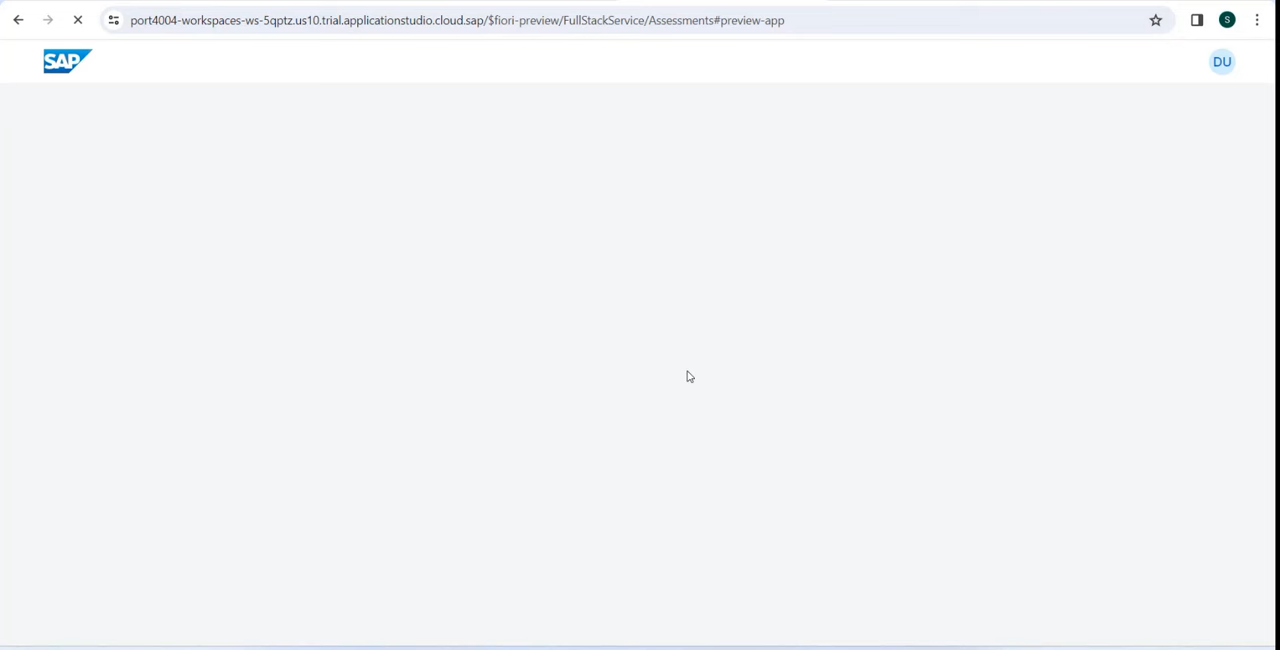 port4004-workspaces-ws-5qptz.us10.trial.applicationstudio.cloud.sap/$fiori-preview/FullStackService/Assessments#preview-app
S
SAP
DU